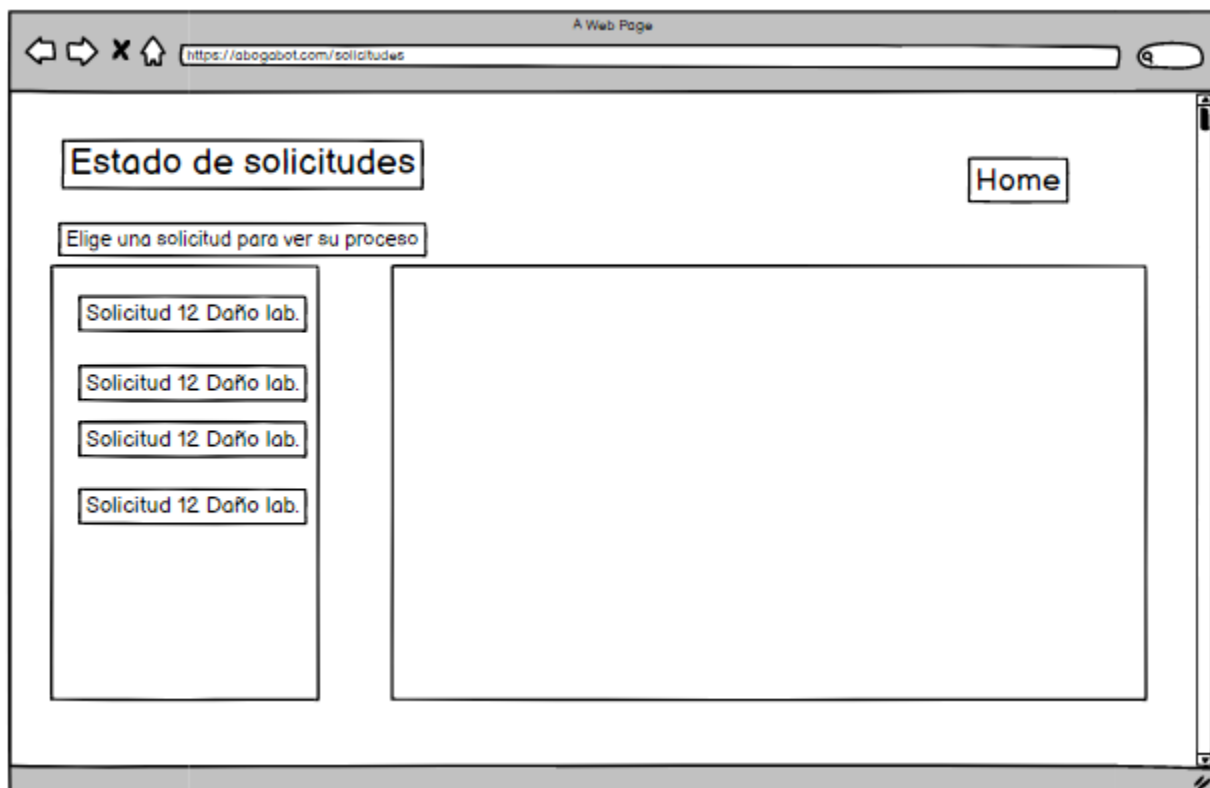 A Web Page
https://abogabot.com/solicitudes
Estado de solicitudes
Home
Elige una solicitud para ver su proceso
Solicitud 12 Daño lab.
Solicitud 12 Daño lab.
Solicitud 12 Daño lab.
Solicitud 12 Daño lab.